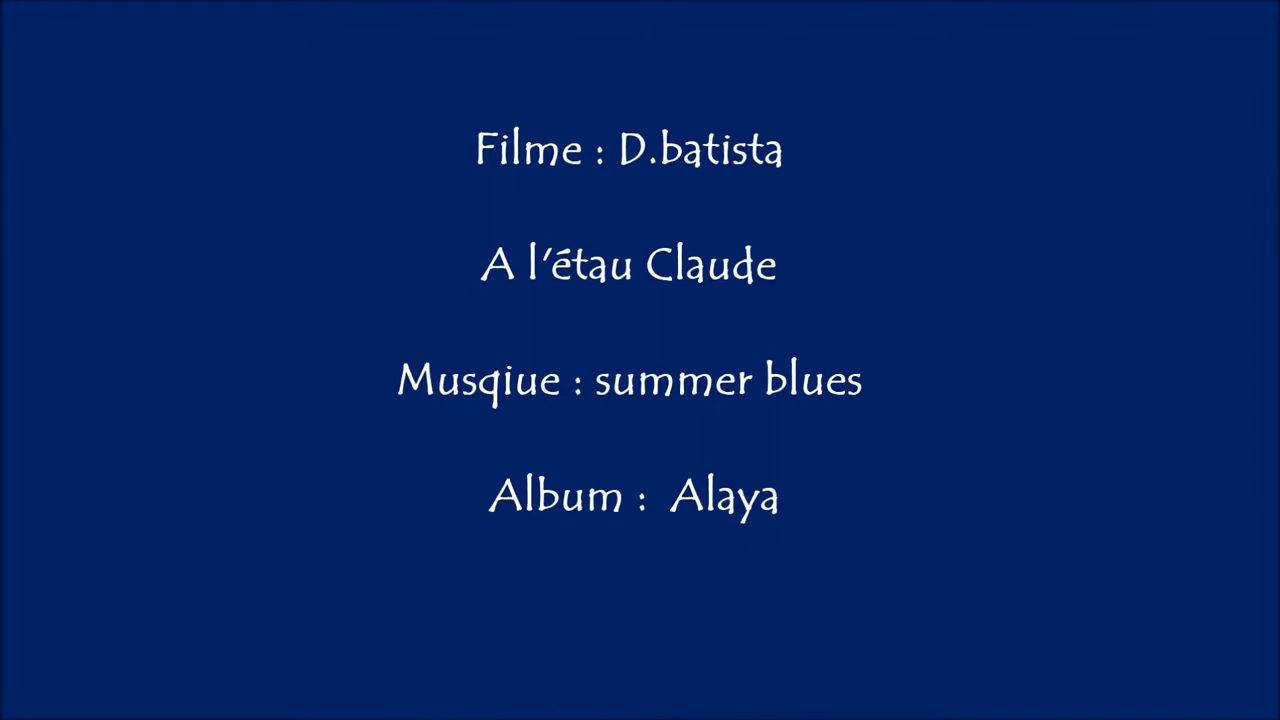 Filme : D.batista
A l'étau Claude
Musqiue : summer blues
Album : Alaya